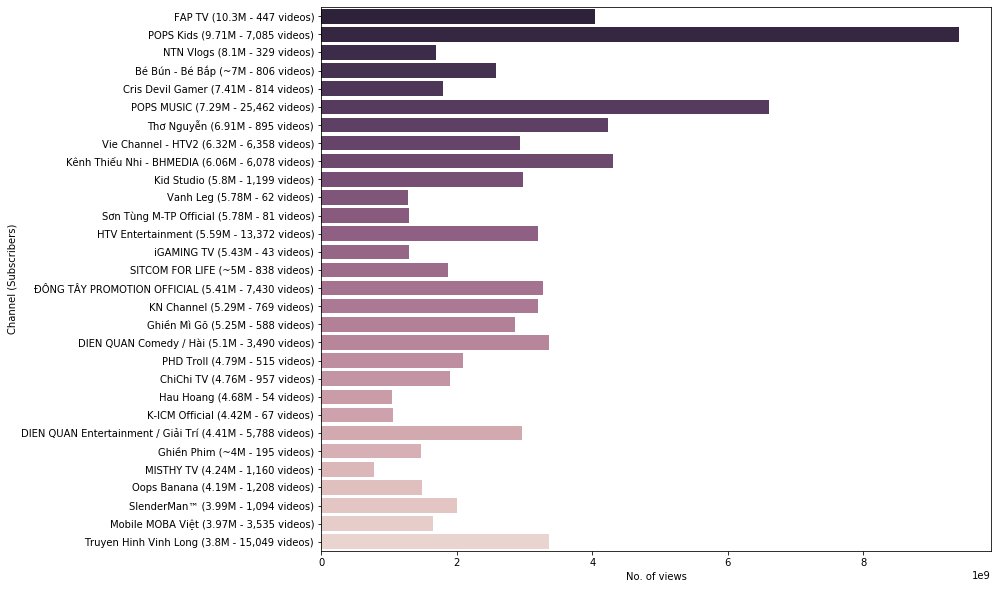 FAP TV (10.3M - 447 videos)
POPS Kids (9.71M - 7,085 videos)
NTN Vlogs (8.1M - 329 videos)
Bé Bún - Bé Bắp (~7M - 806 videos)
Cris Devil Gamer (7.41M - 814 videos)
POPS MUSIC (7.29M - 25,462 videos)
Thơ Nguyễn (6.91M - 895 videos)
Vie Channel - HTV2 (6.32M - 6,358 videos)
Kênh Thiếu Nhi - BHMEDIA (6.06M - 6,078 videos)
Kid Studio (5.8M - 1,199 videos)
Vanh Leg (5.78M - 62 videos)
Sơn Tùng M-TP Official (5.78M - 81 videos)
HTV Entertainment (5.59M - 13,372 videos)
iGAMING TV (5.43M - 43 videos)
SITCOM FOR LIFE (~5M - 838 videos)
ĐÔNG TÂY PROMOTION OFFICIAL (5.41M - 7,430 videos)
KN Channel (5.29M - 769 videos)
Ghiền Mì Gõ (5.25M - 588 videos)
DIEN QUAN Comedy / Hài (5.1M - 3,490 videos)
PHD Troll (4.79M - 515 videos)
ChiChi TV (4.76M - 957 videos)
Hau Hoang (4.68M - 54 videos)
K-ICM Official (4.42M - 67 videos)
DIEN QUAN Entertainment / Giải Trí (4.41M - 5,788 videos)
Ghiền Phim (~4M - 195 videos)
MISTHY TV (4.24M - 1,160 videos)
Oops Banana (4.19M - 1,208 videos)
SlenderMan™ (3.99M - 1,094 videos)
Mobile MOBA Việt (3.97M - 3,535 videos)
Truyen Hinh Vinh Long (3.8M - 15,049 videos)
Channel (Subscribers)
0 2 4 6 8
No. of views
1e9